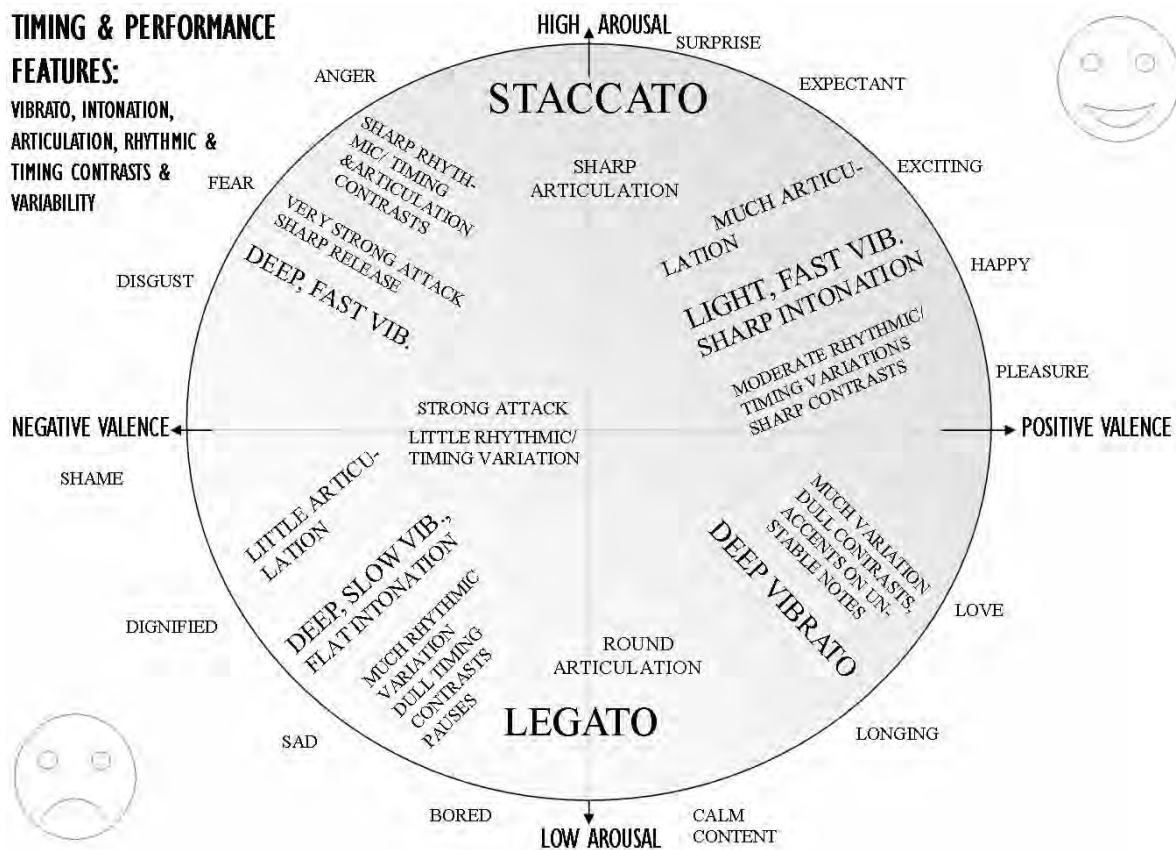 TIMING & PERFORMANCE
FEATURES:
VIBRATO, INTONATION,
ARTICULATION, RHYTHMIC &
TIMING CONTRASTS &
VARIABILITY
HIGH AROUSAL
SURPRISE
ANGER
EXPECTANT
STACCATO
FEAR
EXCITING
SHARP RHYTH-
MIC/ TIMING
&ARTICULATION
CONTRASTS
SHARP
ARTICULATION
MUCH ARTICU-
LATION
VERY STRONG ATTACK
SHARP RELEASE
DISGUST
HAPPY
DEEP, FAST VIB.
LIGHT, FAST VIB.
SHARP INTONATION
MODERATE RHYTHMIC/
TIMING VARIATIONS
SHARP CONTRASTS
PLEASURE
STRONG ATTACK
NEGATIVE VALENCE
POSITIVE VALENCE
LITTLE RHYTHMIC/
TIMING VARIATION
SHAME
LITTLE ARTICU-
LATION
MUCH VARIATION
DULL CONTRASTS,
ACCENTS ON UN-
STABLE NOTES
DEEP, SLOW VIB.,
FLAT INTONATION
DEEP VIBRATO
LOVE
DIGNIFIED
MUCH RHYTHMIC
VARIATION
DULL TIMING
CONTRASTS
PAUSES
ROUND
ARTICULATION
LEGATO
SAD
LONGING
BORED
CALM
CONTENT
LOW AROUSAL